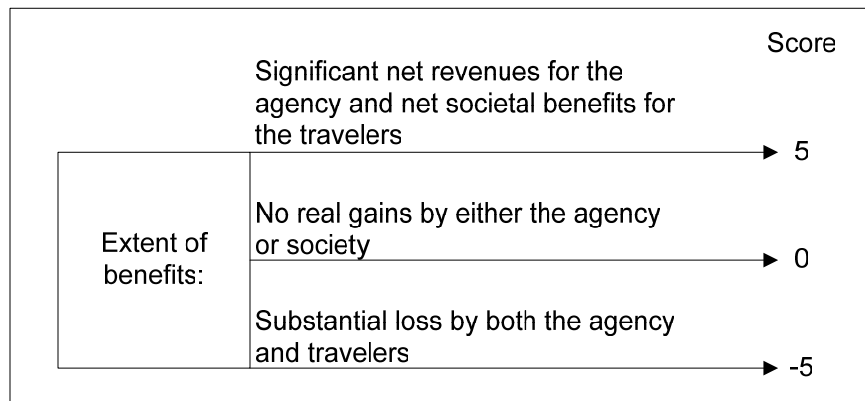 Score
Significant net revenues for the
agency and net societal benefits for
the travelers
5
No real gains by either the agency
or society
0
Extent of
benefits:
Substantial loss by both the agency
and travelers
-5